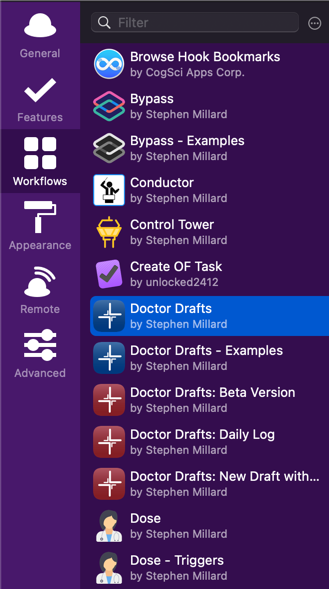 General
Features
Workflows
Appearance
Remote
Advanced
Filter
Browse Hook Bookmarks
by CogSci Apps Corp.
Bypass
by Stephen Millard
Bypass - Examples
by Stephen Millard
Conductor
by Stephen Millard
Control Tower
by Stephen Millard
Create OF Task
by unlocked2412
Doctor Drafts
by Stephen Millard
Doctor Drafts - Examples
by Stephen Millard
Doctor Drafts: Beta Version
by Stephen Millard
Doctor Drafts: Daily Log
by Stephen Millard
Doctor Drafts: New Draft with...
by Stephen Millard
Dose
by Stephen Millard
Dose - Triggers
by Stephen Millard